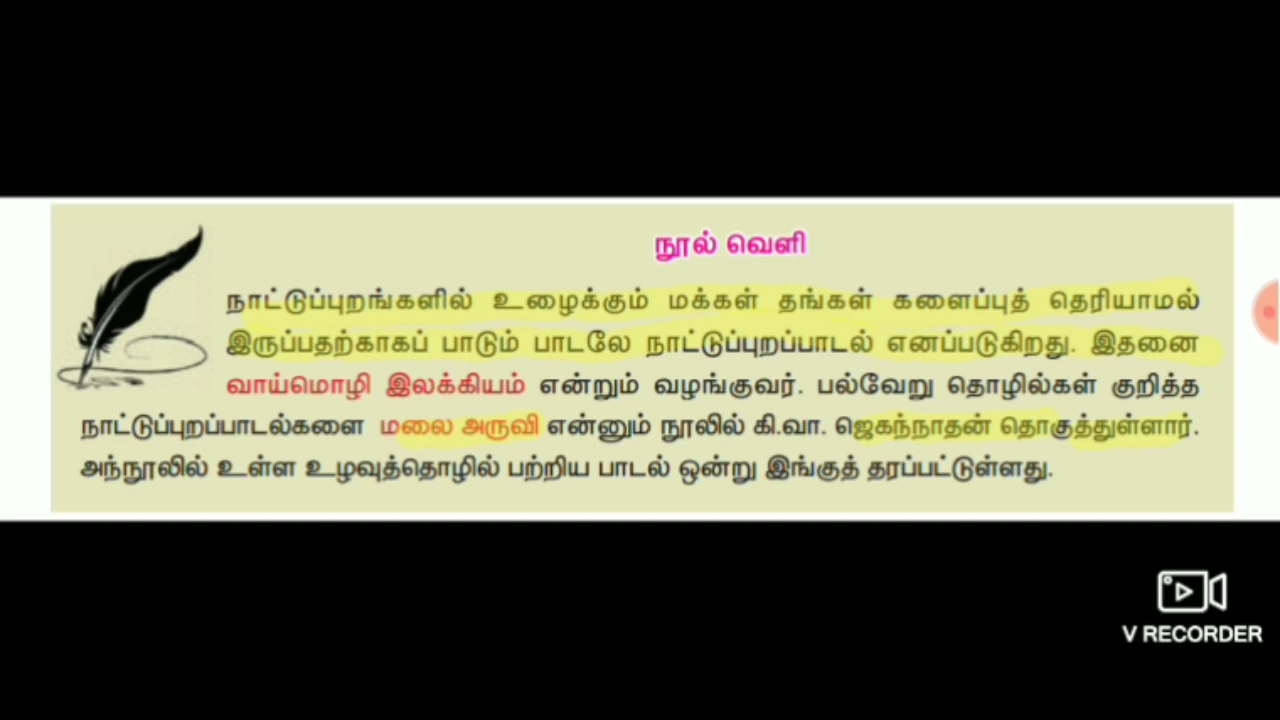 நூல் வெளி
நாட்டுப்புறங்களில் உழைக்கும் மக்கள் தங்கள் களைப்புத் தெரியாமல்
இருப்பதற்காகப் பாடும் பாடலே நாட்டுப்புறப்பாடல் எனப்படுகிறது. இதனை
வாய்மொழி இலக்கியம் என்றும் வழங்குவர். பல்வேறு தொழில்கள் குறித்த
நாட்டுப்புறப்பாடல்களை மலை அருவி என்னும் நூலில் கி.வா. ஜெகந்நாதன் தொகுத்துள்ளார்.
அந்நூலில் உள்ள உழவுத்தொழில் பற்றிய பாடல் ஒன்று இங்குத் தரப்பட்டுள்ளது.
V RECORDER